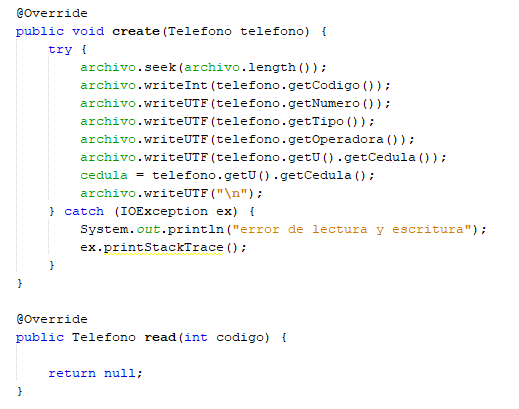 @Override
public void create(Telefono telefono) {
    try {
        archivo.seek(archivo.length());
        archivo.writeInt(telefono.getCodigo());
        archivo.writeUTF(telefono.getNumero());
        archivo.writeUTF(telefono.getTipo());
        archivo.writeUTF(telefono.getOperadora());
        archivo.writeUTF(telefono.getU().getCedula());
        cedula = telefono.getU().getCedula();
        archivo.writeUTF("\n");
    } catch (IOException ex) {
        System.out.println("error de lectura y escritura");
        ex.printStackTrace();
    }
}

@Override
public Telefono read(int codigo) {

    return null;
}